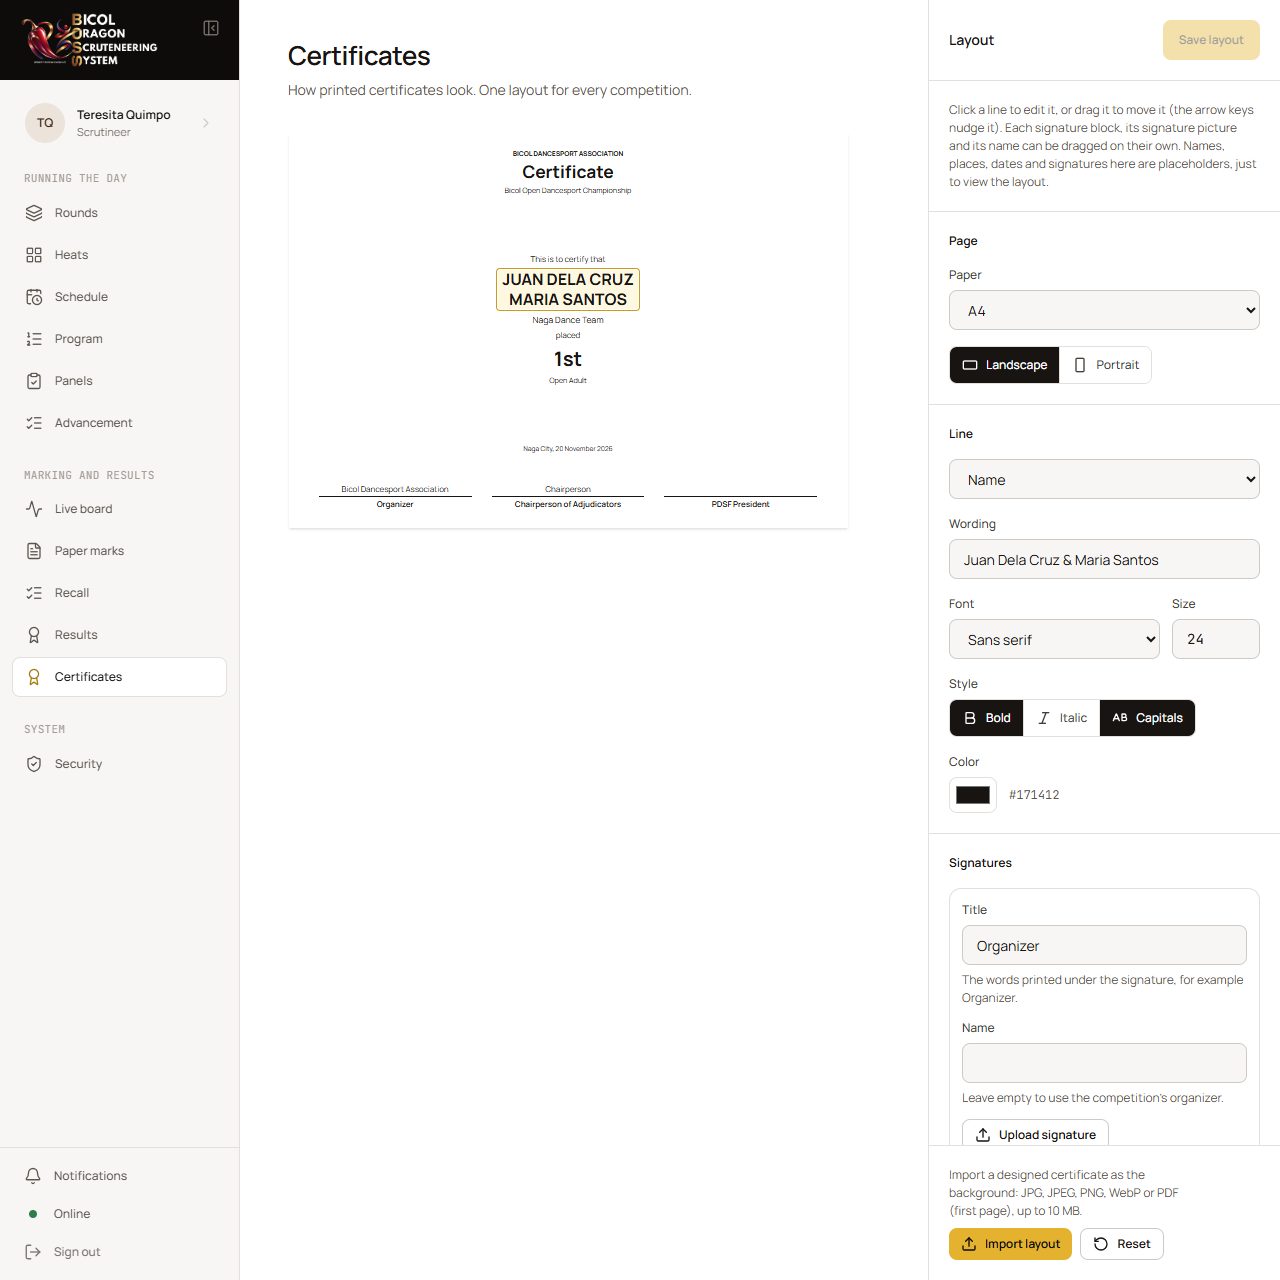 BICOL
DRAGON
SCRUTENEERING
SYSTEM
TQ
Teresita Quimpo
Scrutineer
RUNNING THE DAY
Rounds
Heats
Schedule
Program
Panels
Advancement
MARKING AND RESULTS
Live board
Paper marks
Recall
Results
Certificates
SYSTEM
Security
Notifications
Online
Sign out
Certificates
How printed certificates look. One layout for every competition.
BICOL DANCESPORT ASSOCIATION
Certificate
Bicol Open Dancesport Championship
This is to certify that
JUAN DELA CRUZ
MARIA SANTOS
Naga Dance Team
placed
1st
Open Adult
Naga City, 20 November 2026
Bicol Dancesport Association
Organizer
Chairperson
Chairperson of Adjudicators
PDSF President
Layout
Save layout
Click a line to edit it, or drag it to move it (the arrow keys
nudge it). Each signature block, its signature picture
and its name can be dragged on their own. Names,
places, dates and signatures here are placeholders, just
to view the layout.
Page
Paper
A4
Landscape
Portrait
Line
Name
Wording
Juan Dela Cruz & Maria Santos
Font
Size
Sans serif
24
Style
B Bold
I Italic
AB Capitals
Color
#171412
Signatures
Title
Organizer
The words printed under the signature, for example
Organizer.
Name
Leave empty to use the competition's organizer.
Upload signature
Import a designed certificate as the
background: JPG, JPEG, PNG, WebP or PDF
(first page), up to 10 MB.
Import layout
Reset